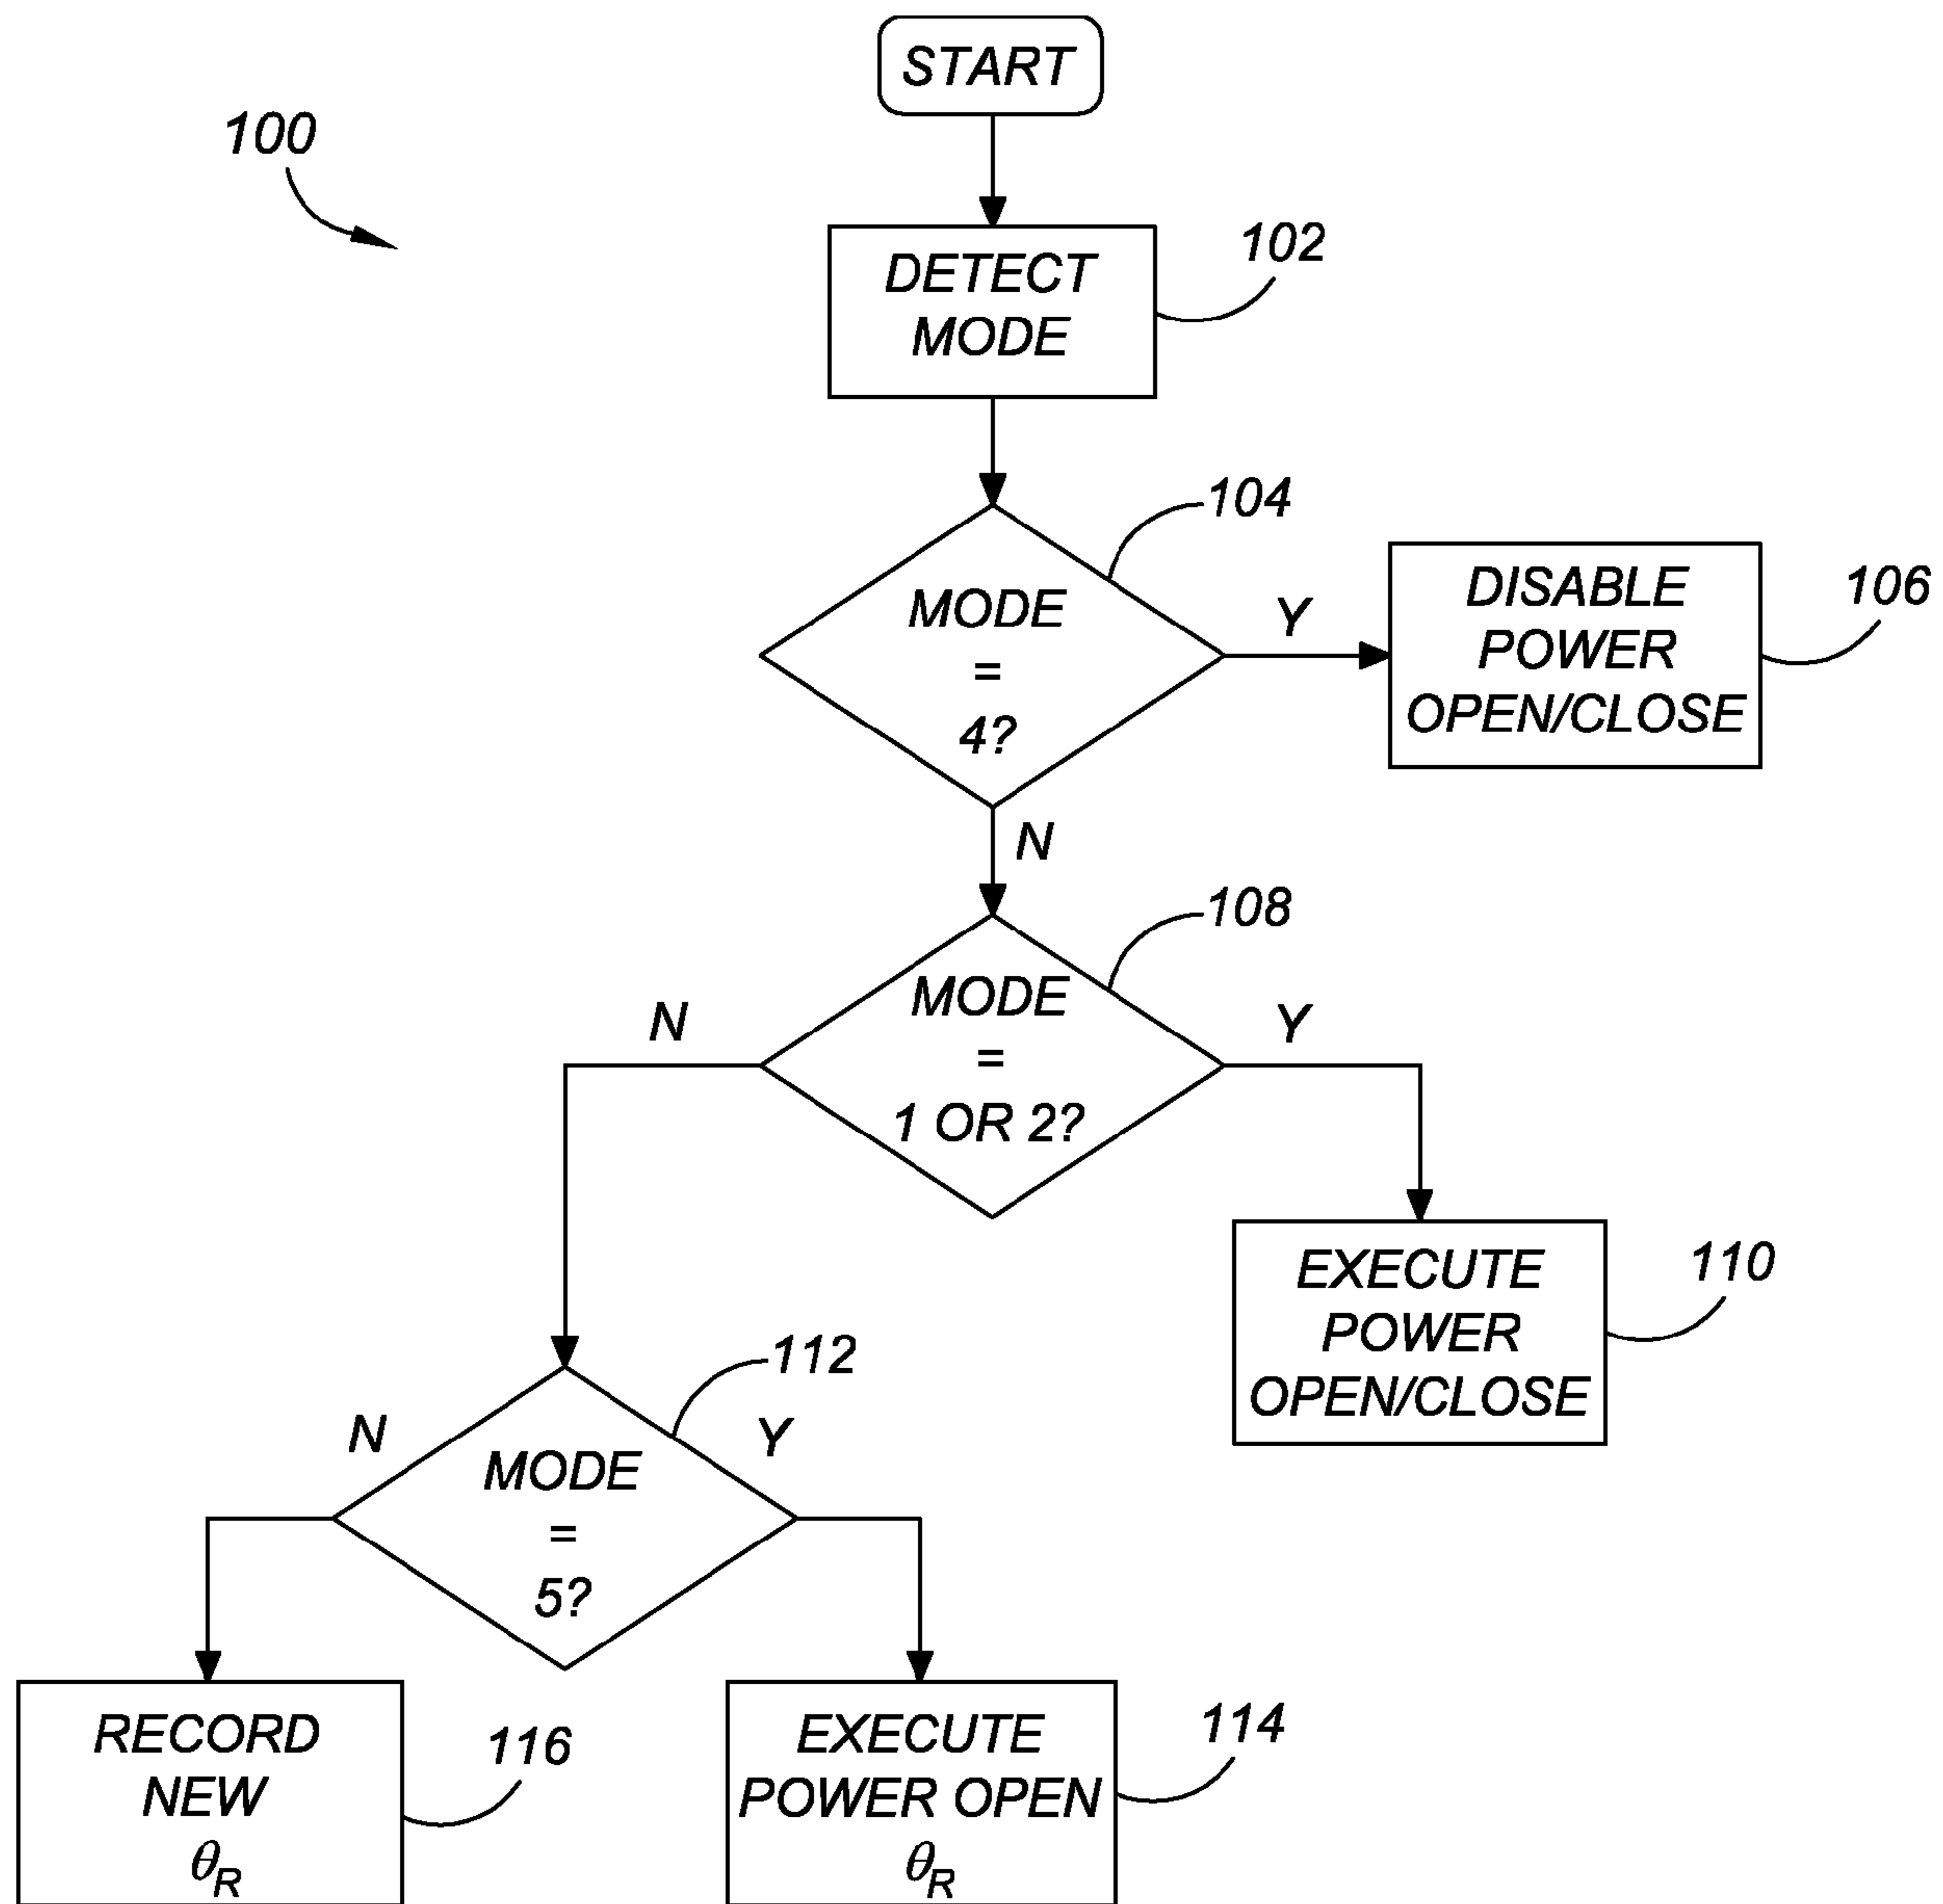 START
100
DETECT
MODE
102
104
MODE
=
4?
Y
DISABLE
POWER
OPEN/CLOSE
106
N
108
MODE
=
1 OR 2?
N
Y
EXECUTE
POWER
OPEN/CLOSE
110
112
MODE
=
5?
N
Y
RECORD
NEW
θR
116
EXECUTE
POWER OPEN
θR
114